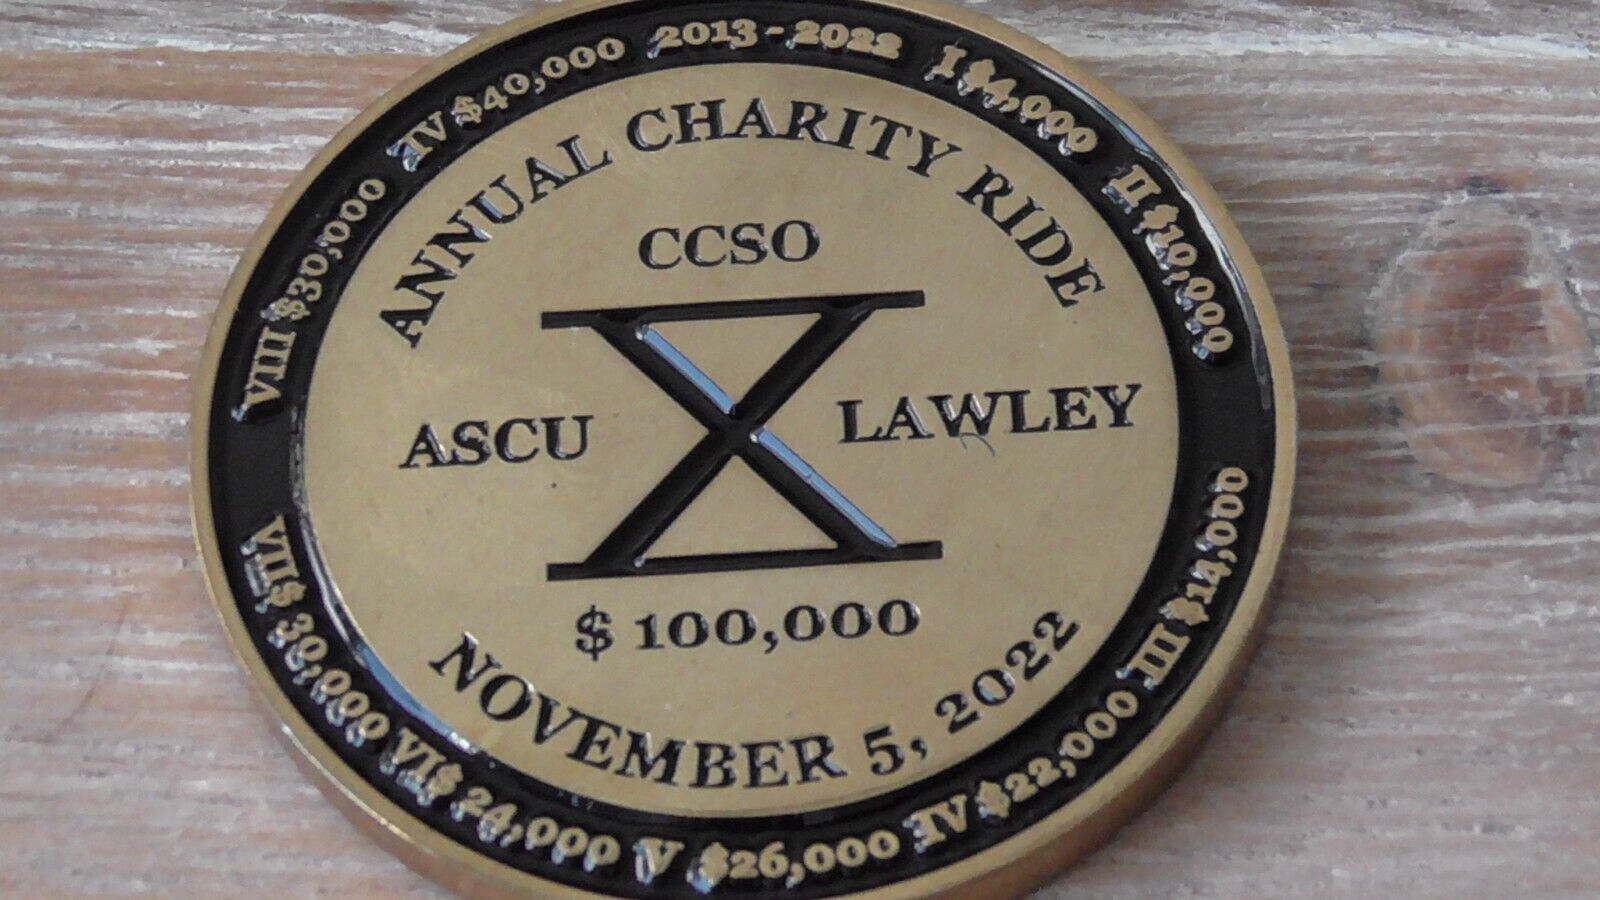 2013 - 2022 I $4,000 II $10,000 III $14,000 IV $22,000 V $26,000 VI $ 24,000 VII $ 30,000 VIII $30,000 IV $40,000
ANNUAL CHARITY RIDE
CCSO
ASCU X LAWLEY
$ 100,000
NOVEMBER 5, 2022